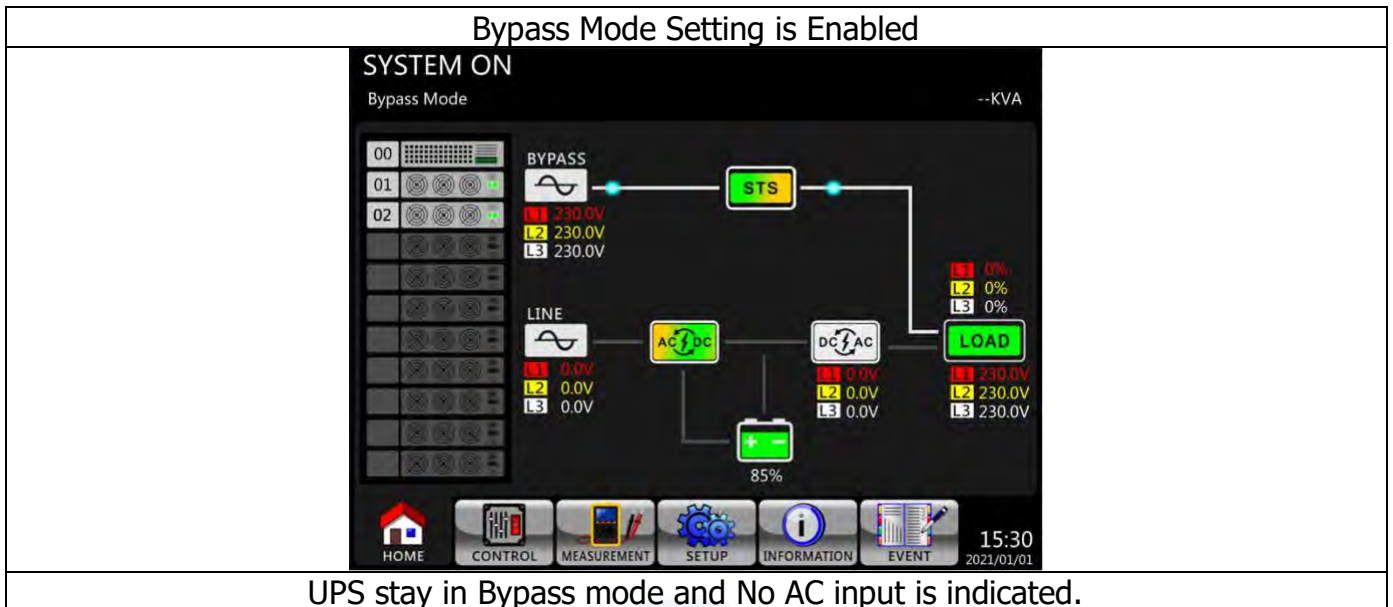 Bypass Mode Setting is Enabled
SYSTEM ON
Bypass Mode
--KVA
00
01
02
BYPASS
L1 230.0V
L2 230.0V
L3 230.0V
STS
LINE
L1 0.0V
L2 0.0V
L3 0.0V
AC DC
DC AC
L1 0.0V
L2 0.0V
L3 0.0V
L1 0%
L2 0%
L3 0%
LOAD
L1 230.0V
L2 230.0V
L3 230.0V
+ -
85%
HOME
CONTROL
MEASUREMENT
SETUP
INFORMATION
EVENT
15:30
2021/01/01
UPS stay in Bypass mode and No AC input is indicated.